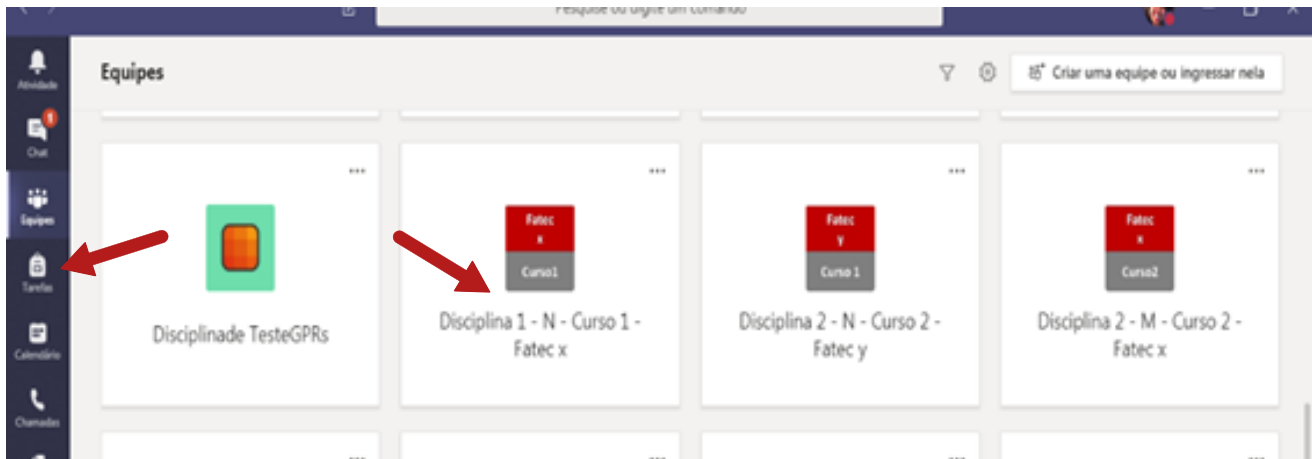 Pesquise ou digite um comando
Atividade
Chat
1
Equipes
Tarefas
Calendário
Chamadas
Equipes
Criar uma equipe ou ingressar nela
...
Disciplinade TesteGPRs
...
Fatec
x
Curso1
Disciplina 1 - N - Curso 1 -
Fatec x
...
Fatec
y
Curso 1
Disciplina 2 - N - Curso 2 -
Fatec y
...
Fatec
x
Curso2
Disciplina 2 - M - Curso 2 -
Fatec x